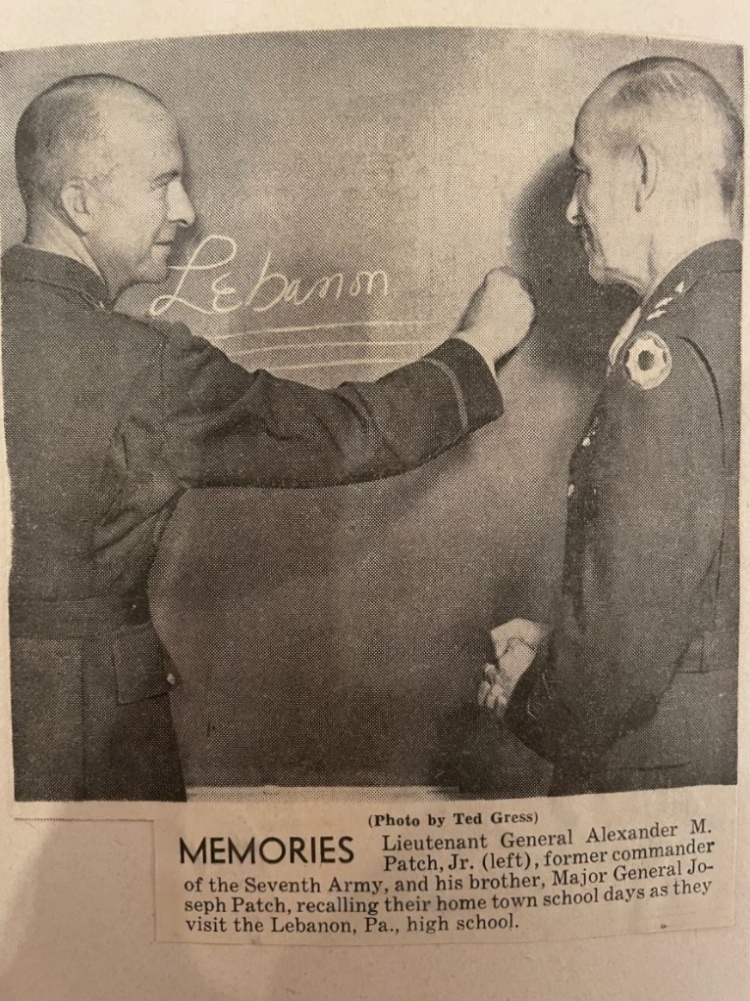 Lebanon
(Photo by Ted Gress)
MEMORIES Lieutenant General Alexander M.
Patch, Jr. (left), former commander
of the Seventh Army, and his brother, Major General Jo-
seph Patch, recalling their home town school days as they
visit the Lebanon, Pa., high school.